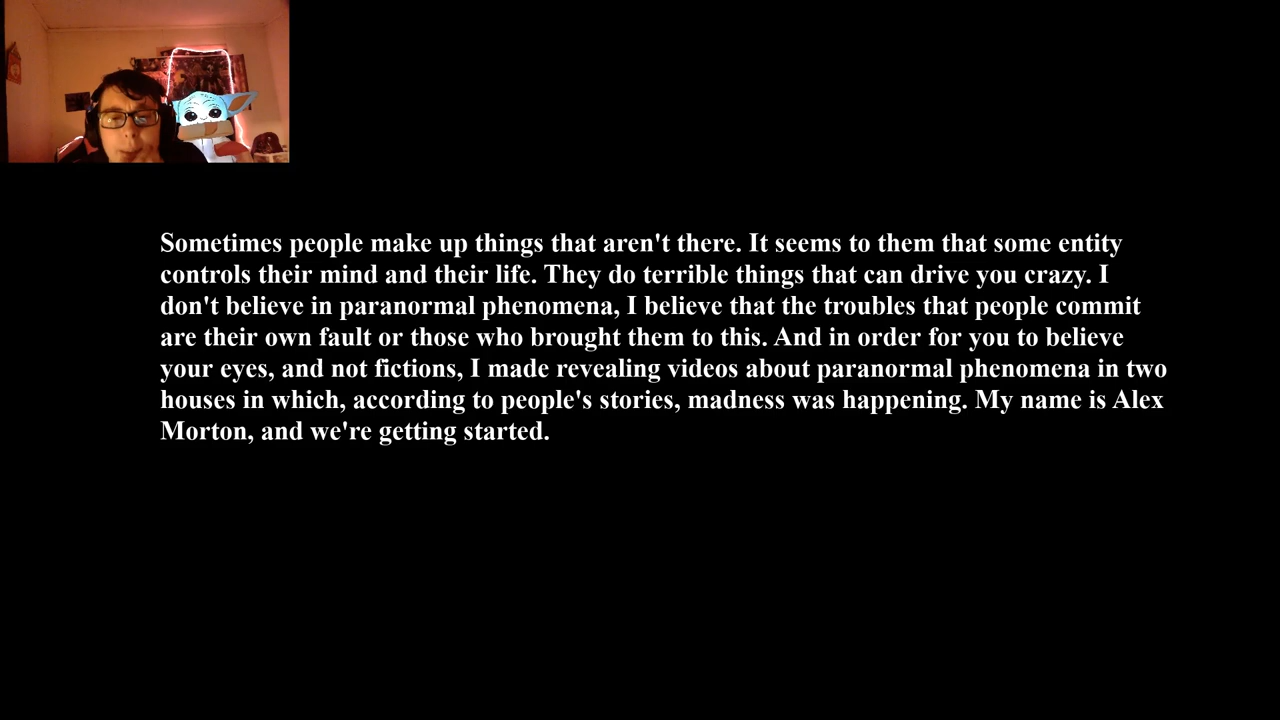 Sometimes people make up things that aren't there. It seems to them that some entity
controls their mind and their life. They do terrible things that can drive you crazy. I
don't believe in paranormal phenomena, I believe that the troubles that people commit
are their own fault or those who brought them to this. And in order for you to believe
your eyes, and not fictions, I made revealing videos about paranormal phenomena in two
houses in which, according to people's stories, madness was happening. My name is Alex
Morton, and we're getting started.